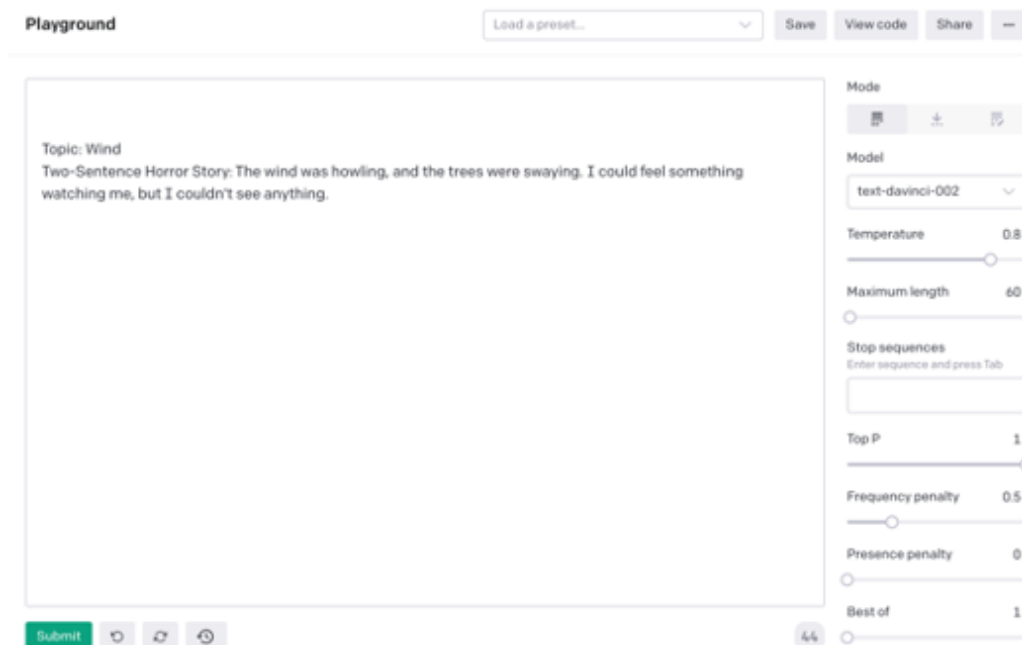 Playground
Load a preset...
Save
View code
Share
Topic: Wind
Two-Sentence Horror Story: The wind was howling, and the trees were swaying. I could feel something
watching me, but I couldn't see anything.
Mode
Model
text-davinci-002
Temperature 0.8
Maximum length 60
Stop sequences
Enter sequence and press Tab
Top P 1
Frequency penalty 0.5
Presence penalty 0
Best of 1
Submit
44